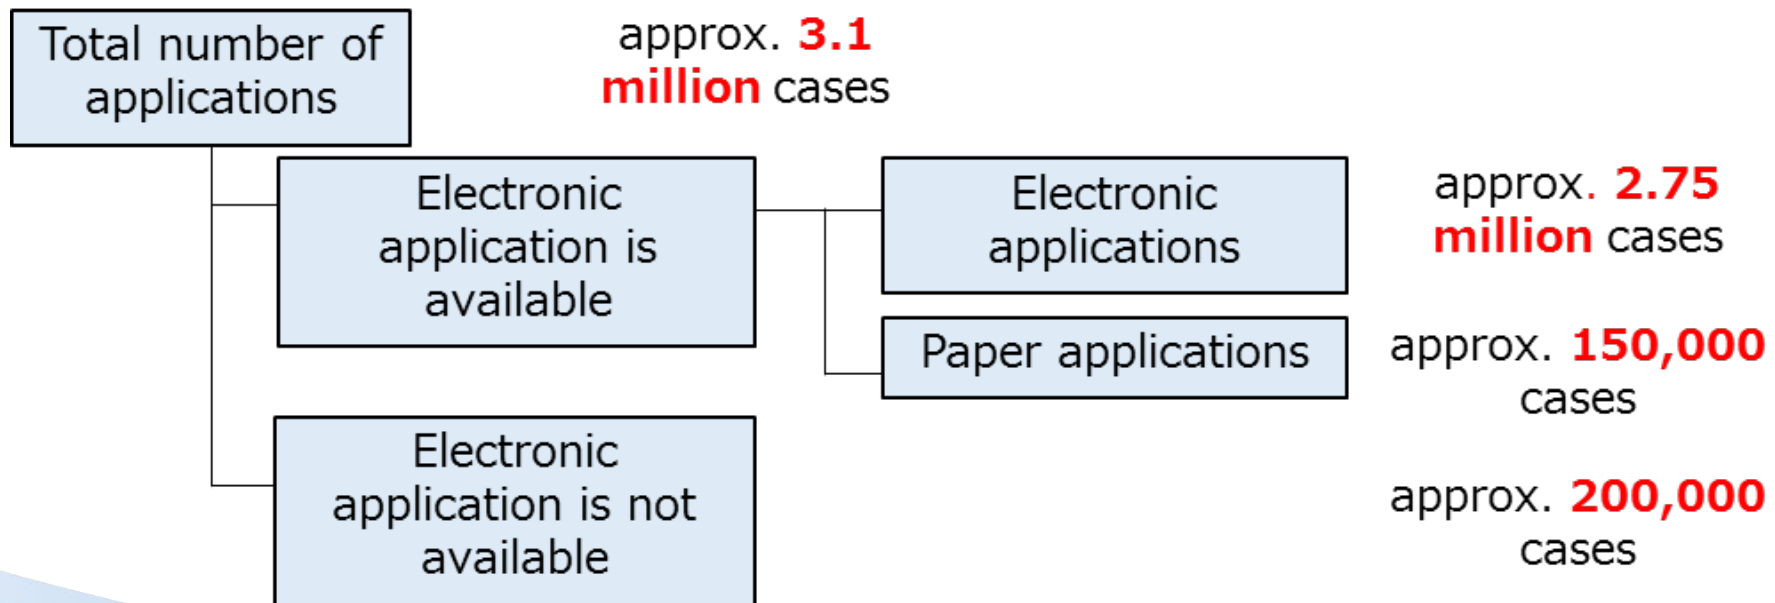 Total number of
applications
approx. 3.1
million cases
Electronic
application is
available
Electronic
applications
approx. 2.75
million cases
Paper applications
approx. 150,000
cases
Electronic
application is not
available
approx. 200,000
cases